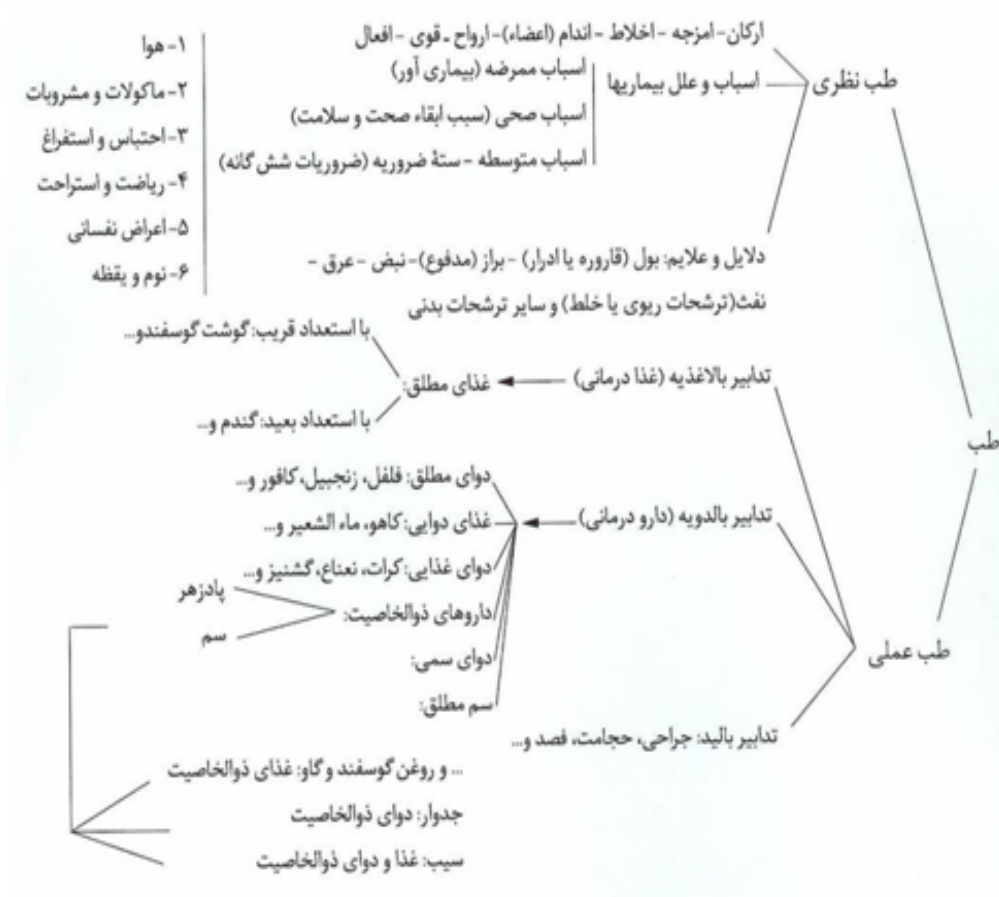 طب
طب نظری
ارکان-امزجه -اخلاط -اندام (اعضاء)-ارواح ـ قوی -افعال
اسباب و علل بیماریها
اسباب ممرضه (بیماری آور)
اسباب صحی (سبب ابقاء صحت و سلامت)
اسباب متوسطه -ستهٔ ضروریه (ضروریات شش گانه)
۱-هوا
۲-ماکولات و مشروبات
۳-احتباس و استفراغ
۴-ریاضت و استراحت
۵-اعراض نفسانی
۶-نوم و یقظه
دلایل و علایم: بول (قاروره یا ادرار) -براز (مدفوع)-نبض -عرق -
نفث(ترشحات ریوی یا خلط) و سایر ترشحات بدنی
طب عملی
تدابیر بالاغذیه (غذا درمانی)
غذای مطلق:
با استعداد قریب: گوشت گوسفندو...
با استعداد بعید: گندم و...
تدابیر بالدویه (دارو درمانی)
دوای مطلق: فلفل، زنجبیل، کافور و...
غذای دوایی: کاهو، ماء الشعیر و...
دوای غذایی: کرات، نعناع، گشنیز و...
داروهای ذوالخاصیت:
پادزهر
سم
دوای سمی:
سم مطلق:
تدابیر بالید: جراحی، حجامت، فصد و...
... و روغن گوسفند و گاو: غذای ذوالخاصیت
جدوار: دوای ذوالخاصیت
سیب: غذا و دوای ذوالخاصیت